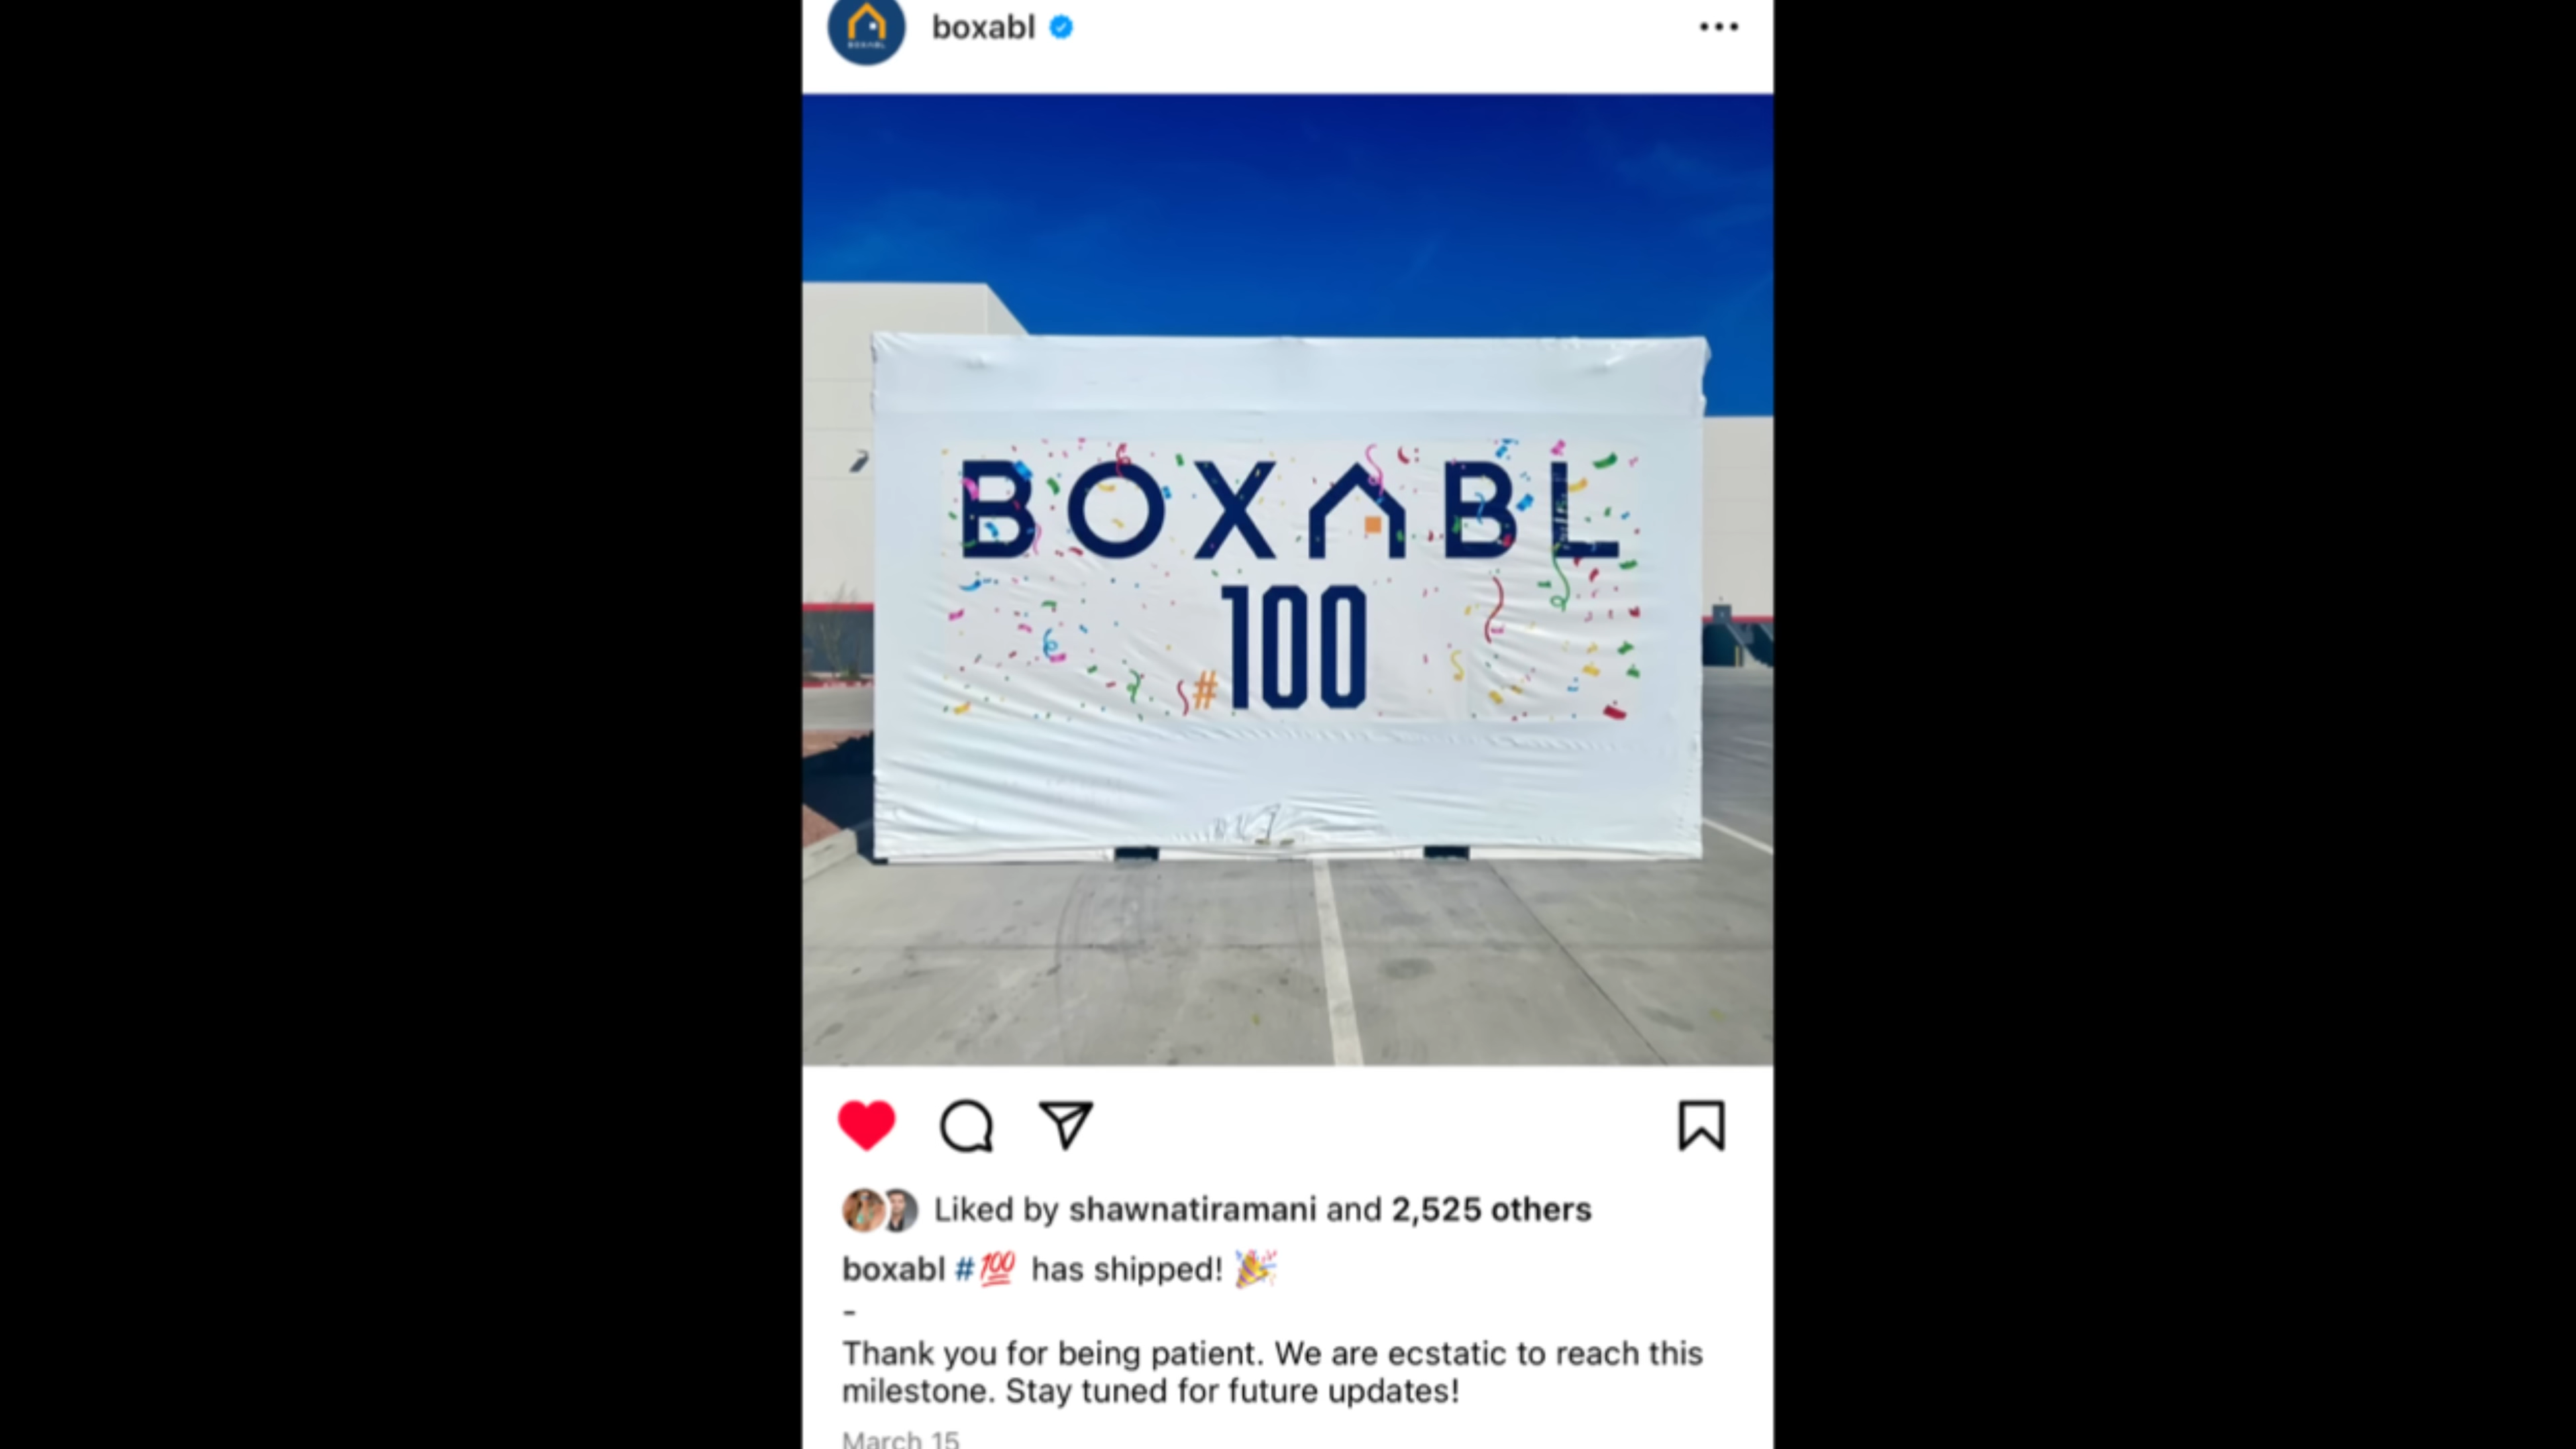 BOXABL
boxabl
BOXABL
#100
Liked by shawnatiramani and 2,525 others
boxabl #💯 has shipped! 🎉
-
Thank you for being patient. We are ecstatic to reach this
milestone. Stay tuned for future updates!
March 15